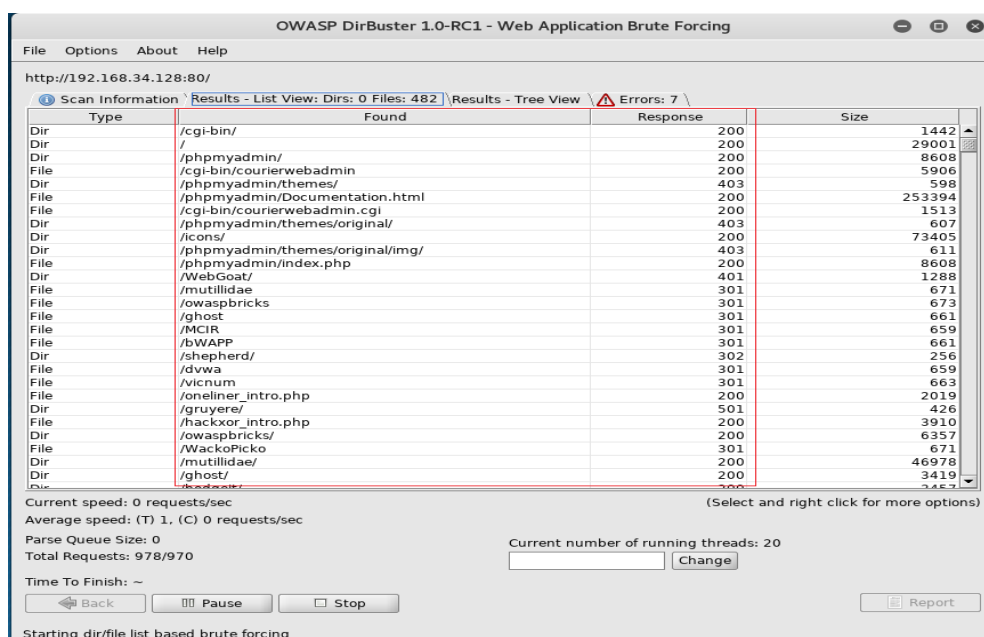 OWASP DirBuster 1.0-RC1 - Web Application Brute Forcing
File Options About Help
http://192.168.34.128:80/
Scan Information Results - List View: Dirs: 0 Files: 482 Results - Tree View Errors: 7
Type Found Response Size
Dir /cgi-bin/ 200 1442
Dir / 200 29001
Dir /phpmyadmin/ 200 8608
File /cgi-bin/courierwebadmin 200 5906
Dir /phpmyadmin/themes/ 403 598
File /phpmyadmin/Documentation.html 200 253394
File /cgi-bin/courierwebadmin.cgi 200 1513
Dir /phpmyadmin/themes/original/ 403 607
Dir /icons/ 200 73405
Dir /phpmyadmin/themes/original/img/ 403 611
File /phpmyadmin/index.php 200 8608
Dir /WebGoat/ 401 1288
File /mutillidae 301 671
File /owaspbricks 301 673
File /ghost 301 661
File /MCIR 301 659
File /bWAPP 301 661
Dir /shepherd/ 302 256
File /dvwa 301 659
File /vicnum 301 663
File /oneliner_intro.php 200 2019
Dir /gruyere/ 501 426
File /hackxor_intro.php 200 3910
Dir /owaspbricks/ 200 6357
File /WackoPicko 301 671
Dir /mutillidae/ 200 46978
Dir /ghost/ 200 3419
Current speed: 0 requests/sec (Select and right click for more options)
Average speed: (T) 1, (C) 0 requests/sec
Parse Queue Size: 0
Current number of running threads: 20
Total Requests: 978/970
Change
Time To Finish: ~
Back Pause Stop Report
Starting dir/file list based brute forcing